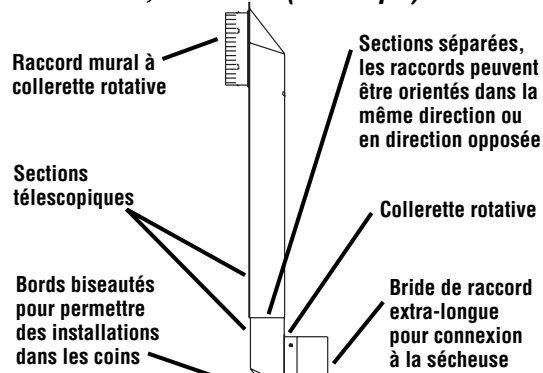 Raccord mural à
collerette rotative
Sections séparées,
les raccords peuvent
être orientés dans la
même direction ou
en direction opposée
Sections
télescopiques
Collerette rotative
Bords biseautés
pour permettre
des installations
dans les coins
Bride de raccord
extra-longue
pour connexion
à la sécheuse